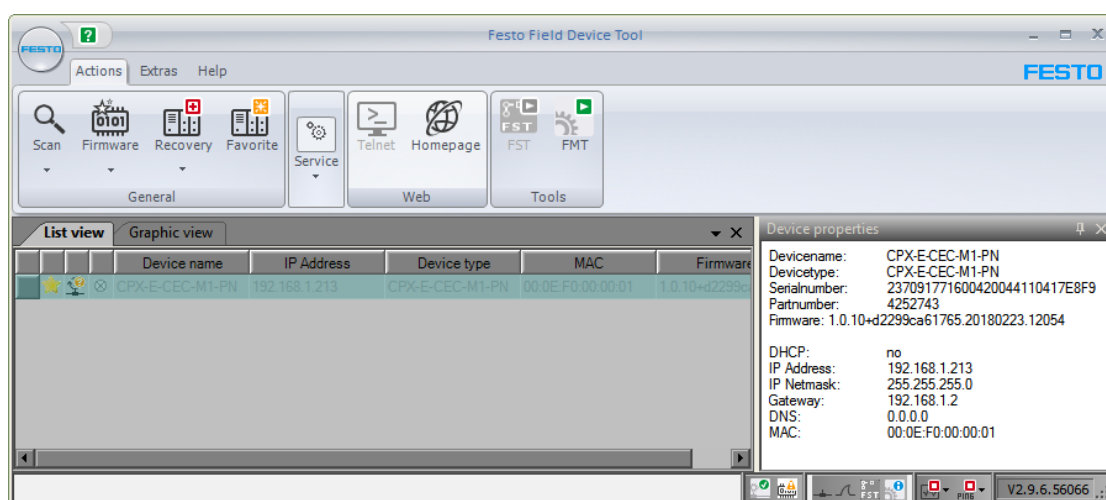 Festo Field Device Tool
FESTO
Actions Extras Help
FESTO
Scan Firmware Recovery Favorite Service Telnet Homepage FST FMT
General Web Tools
List view Graphic view
Device name IP Address Device type MAC Firmware
CPX-E-CEC-M1-PN 192.168.1.213 CPX-E-CEC-M1-PN 00:0E:F0:00:00:01 1.0.10+d2299c
Device properties
Devicename: CPX-E-CEC-M1-PN
Devicetype: CPX-E-CEC-M1-PN
Serialnumber: 237091771600420044110417E8F9
Partnumber: 4252743
Firmware: 1.0.10+d2299ca61765.20180223.12054
DHCP: no
IP Address: 192.168.1.213
IP Netmask: 255.255.255.0
Gateway: 192.168.1.2
DNS: 0.0.0.0
MAC: 00:0E:F0:00:00:01
FST PING V2.9.6.56066